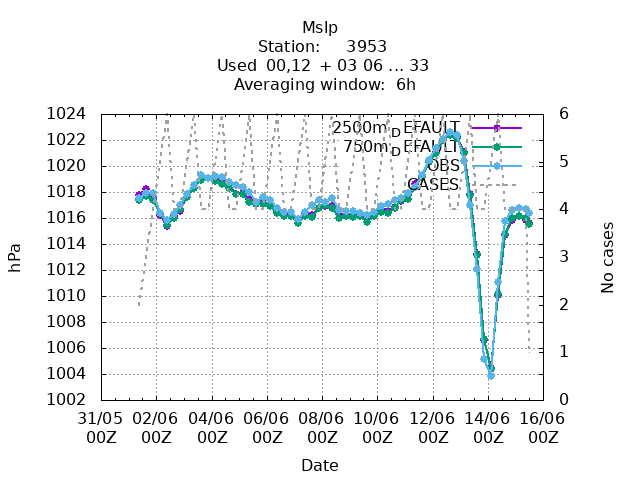 Mslp
Station: 3953
Used 00,12 + 03 06 ... 33
Averaging window: 6h
1024
1022
1020
1018
1016
1014
1012
1010
1008
1006
1004
1002
hPa
6
5
4
3
2
1
0
No cases
2500m_DEFAULT
750m_DEFAULT
OBS
CASES
31/05 02/06 04/06 06/06 08/06 10/06 12/06 14/06 16/06
00Z 00Z 00Z 00Z 00Z 00Z 00Z 00Z 00Z
Date